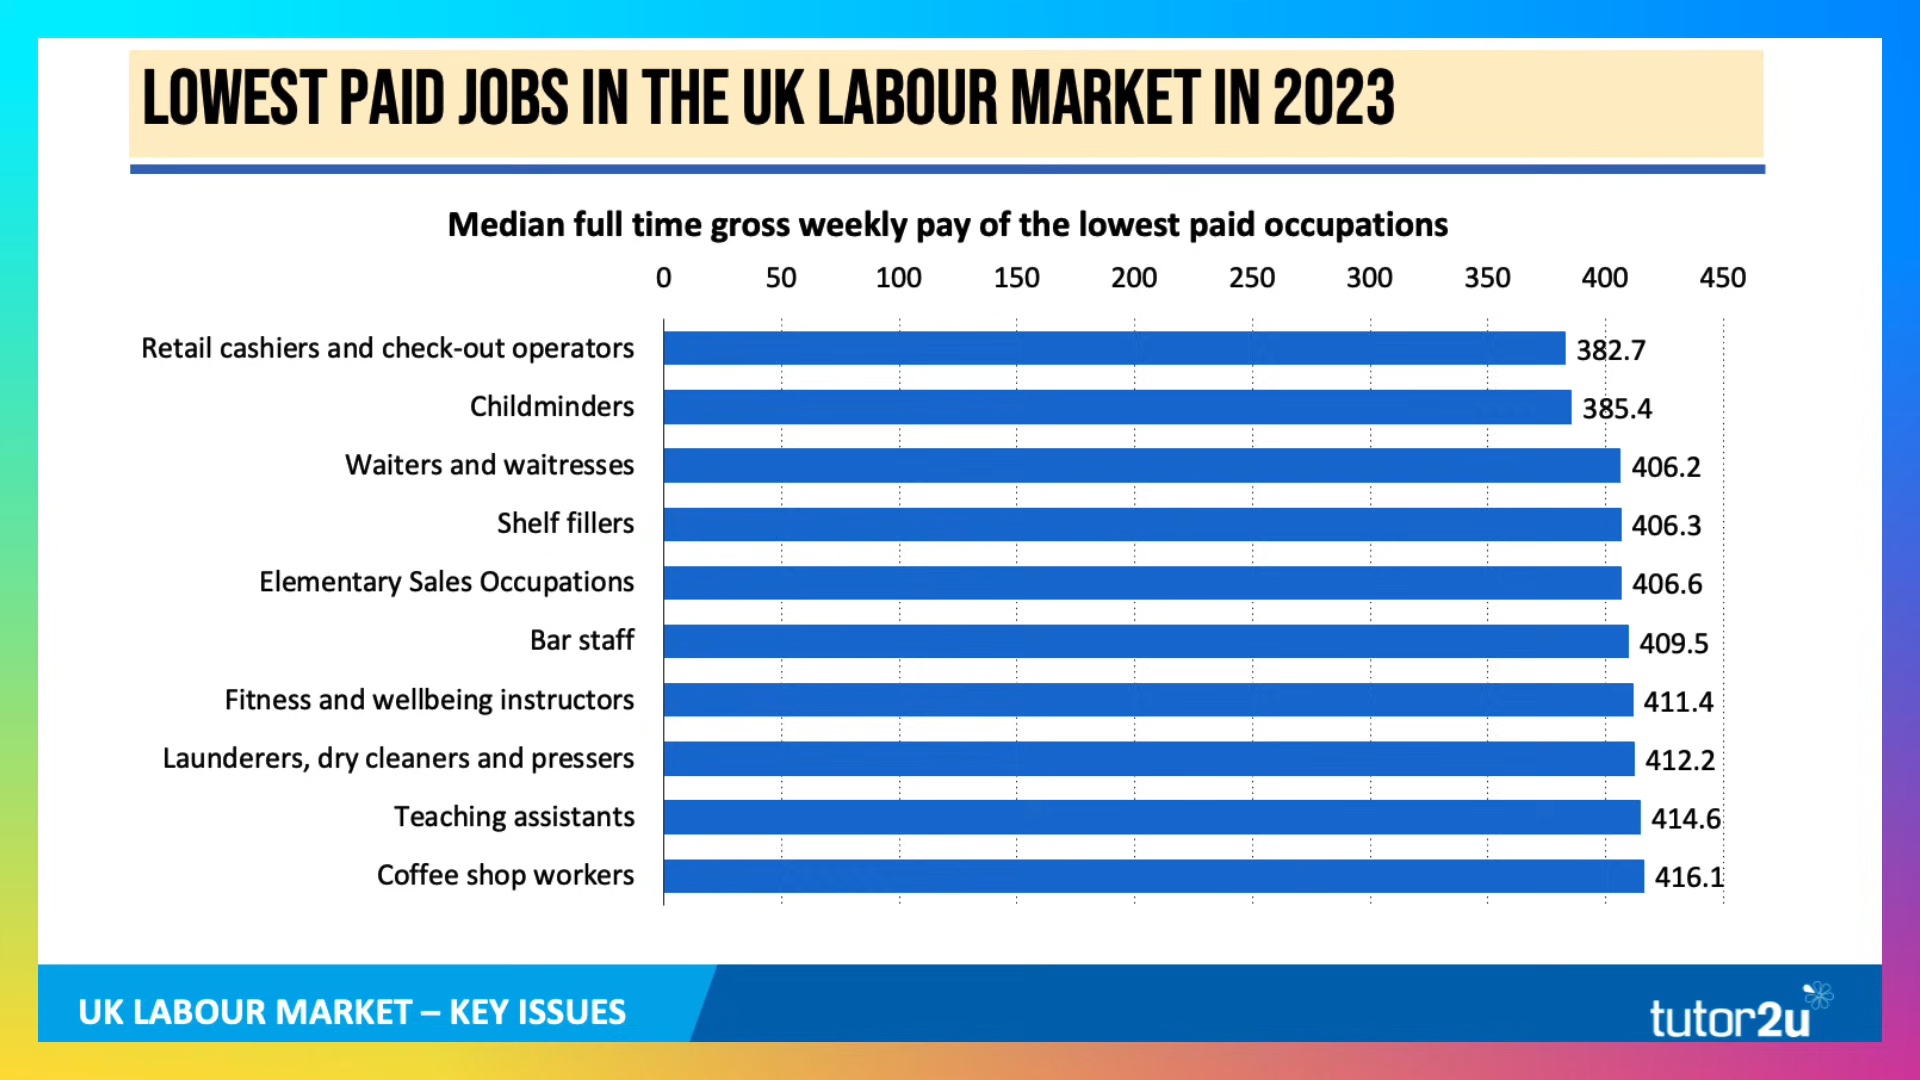 LOWEST PAID JOBS IN THE UK LABOUR MARKET IN 2023
Median full time gross weekly pay of the lowest paid occupations
0 50 100 150 200 250 300 350 400 450
Retail cashiers and check-out operators 382.7
Childminders 385.4
Waiters and waitresses 406.2
Shelf fillers 406.3
Elementary Sales Occupations 406.6
Bar staff 409.5
Fitness and wellbeing instructors 411.4
Launderers, dry cleaners and pressers 412.2
Teaching assistants 414.6
Coffee shop workers 416.1
UK LABOUR MARKET – KEY ISSUES
tutor2u